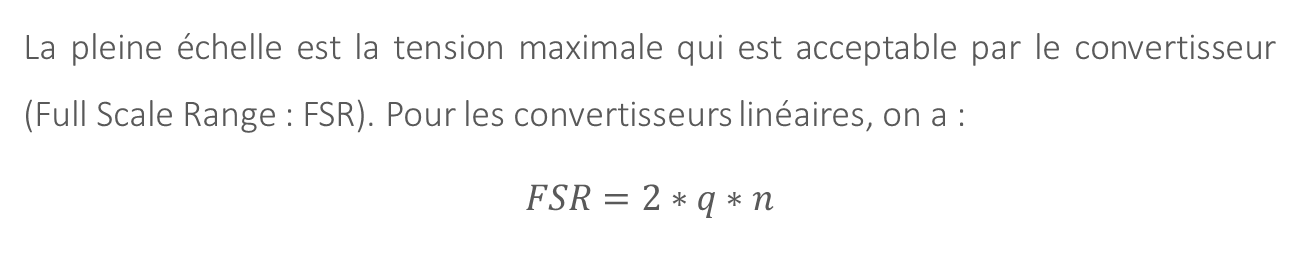 La pleine échelle est la tension maximale qui est acceptable par le convertisseur
(Full Scale Range : FSR). Pour les convertisseurs linéaires, on a :
FSR = 2 * q * n